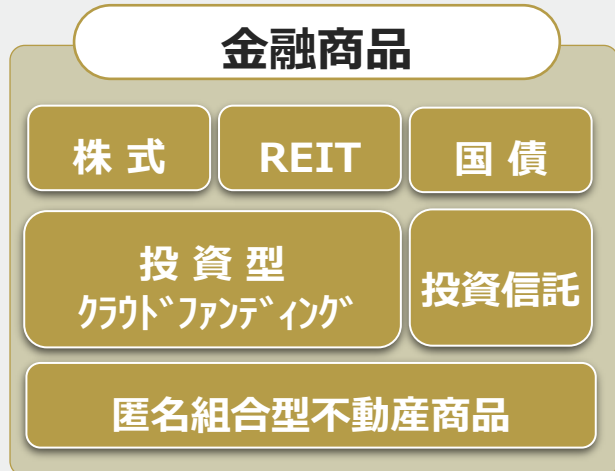 金融商品
株 式
REIT
国 債
投 資 型
ｸﾗｳﾄﾞﾌｧﾝﾃﾞｨﾝｸﾞ
投資信託
匿名組合型不動産商品